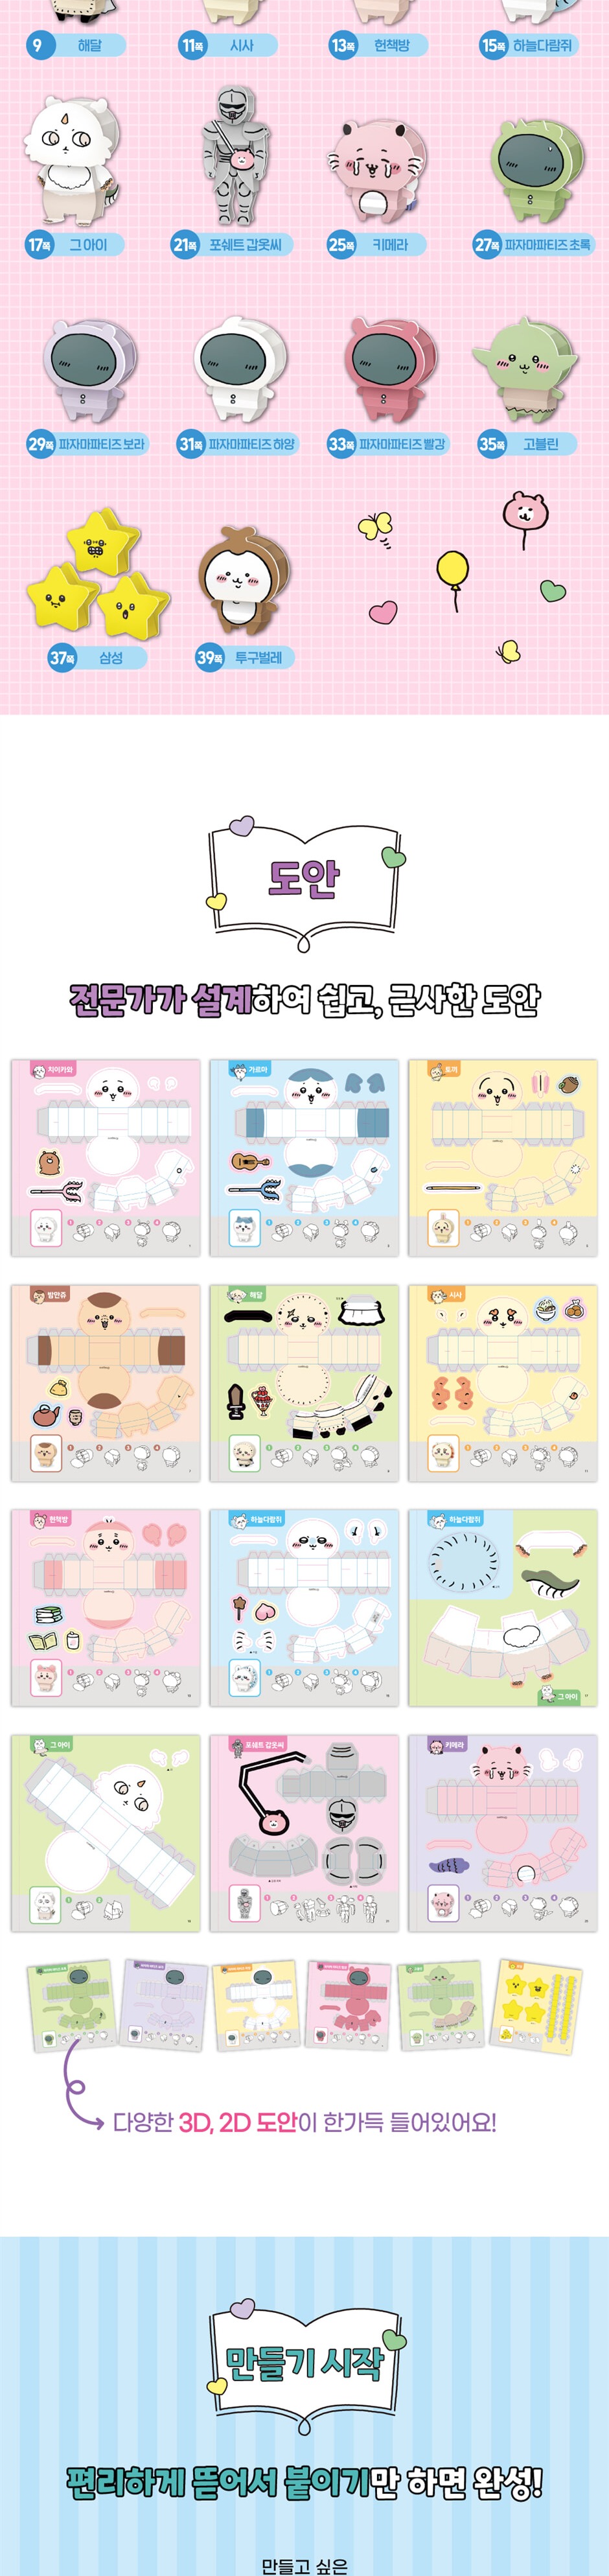 9 해달
11쪽 시사
13쪽 헌책방
15쪽 하늘다람쥐
17쪽 그 아이
21쪽 포쉐트 갑옷씨
25쪽 키메라
27쪽 파자마파티즈 초록
29쪽 파자마파티즈 보라
31쪽 파자마파티즈 하양
33쪽 파자마파티즈 빨강
35쪽 고블린
37쪽 삼성
39쪽 투구벌레
도안
전문가가 설계하여 쉽고, 근사한 도안
치이카와
가르마
토끼
밤만쥬
해달
시사
헌책방
하늘다람쥐
하늘다람쥐
그 아이
그 아이
포쉐트 갑옷씨
키메라
다양한 3D, 2D 도안이 한가득 들어있어요!
만들기 시작
편리하게 뜯어서 붙이기만 하면 완성!
만들고 싶은